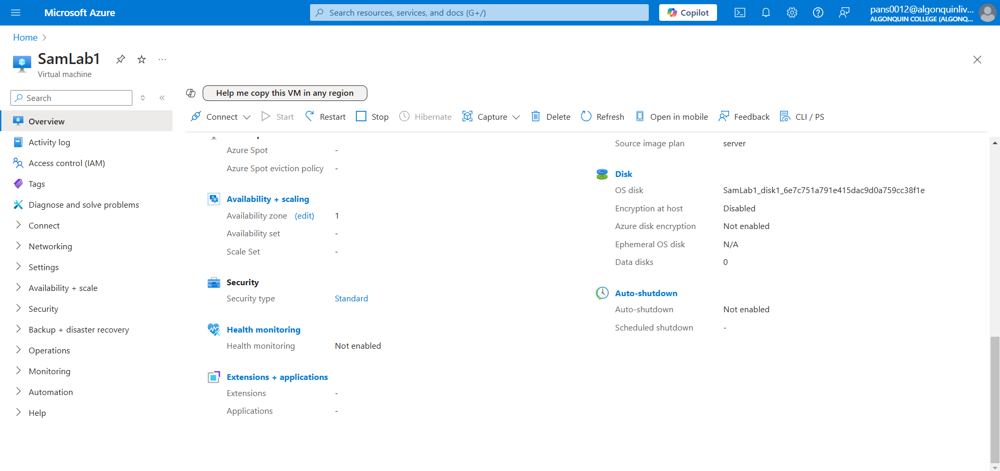 Microsoft Azure
Search resources, services, and docs (G+/)
Copilot
pans0012@algonquinliv...
ALGONQUIN COLLEGE (ALGONQ...
Home
SamLab1
Virtual machine
Search
Overview
Activity log
Access control (IAM)
Tags
Diagnose and solve problems
Connect
Networking
Settings
Availability + scale
Security
Backup + disaster recovery
Operations
Monitoring
Automation
Help
Help me copy this VM in any region
Connect Start Restart Stop Hibernate Capture Delete Refresh Open in mobile Feedback CLI / PS
Azure Spot -
Azure Spot eviction policy -
Availability + scaling
Availability zone (edit) 1
Availability set -
Scale Set -
Security
Security type Standard
Health monitoring
Health monitoring Not enabled
Extensions + applications
Extensions -
Applications -
Source image plan server
Disk
OS disk SamLab1_disk1_6e7c751a791e415dac9d0a759cc38f1e
Encryption at host Disabled
Azure disk encryption Not enabled
Ephemeral OS disk N/A
Data disks 0
Auto-shutdown
Auto-shutdown Not enabled
Scheduled shutdown -